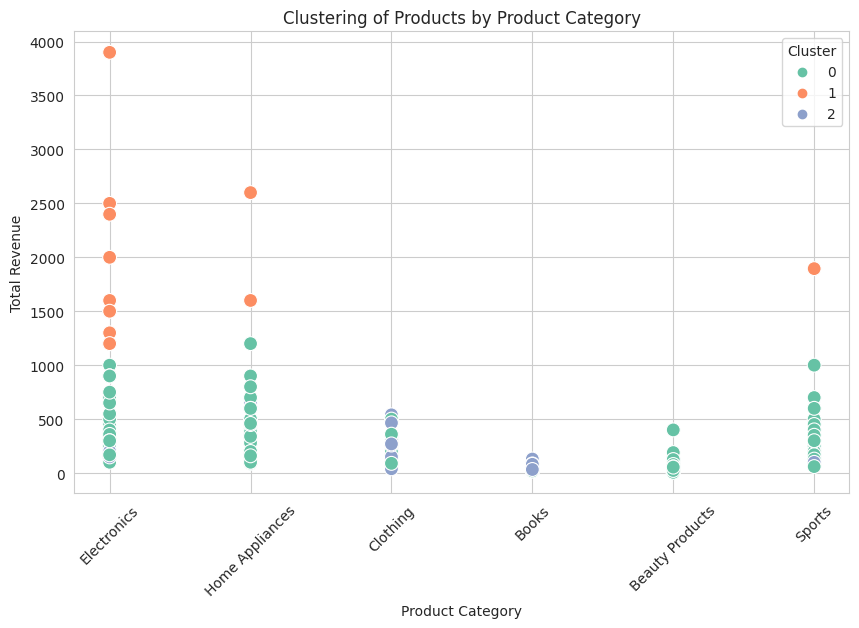 Clustering of Products by Product Category
Cluster
0
1
2
Total Revenue
4000
3500
3000
2500
2000
1500
1000
500
0
Electronics
Home Appliances
Clothing
Books
Beauty Products
Sports
Product Category